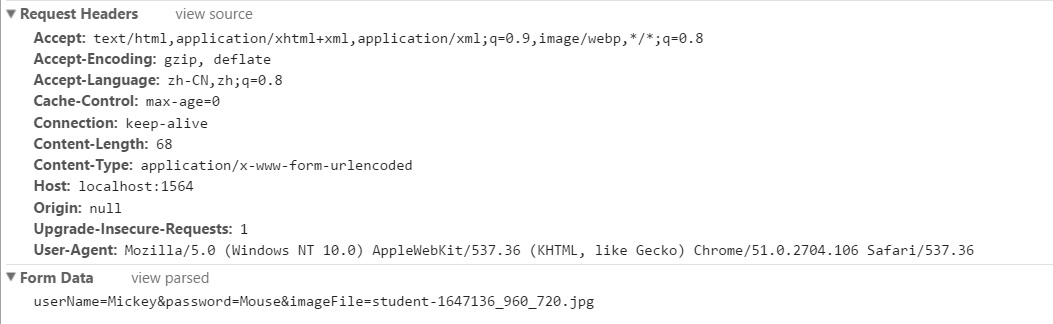 Request Headers view source
Accept: text/html,application/xhtml+xml,application/xml;q=0.9,image/webp,*/*;q=0.8
Accept-Encoding: gzip, deflate
Accept-Language: zh-CN,zh;q=0.8
Cache-Control: max-age=0
Connection: keep-alive
Content-Length: 68
Content-Type: application/x-www-form-urlencoded
Host: localhost:1564
Origin: null
Upgrade-Insecure-Requests: 1
User-Agent: Mozilla/5.0 (Windows NT 10.0) AppleWebKit/537.36 (KHTML, like Gecko) Chrome/51.0.2704.106 Safari/537.36
Form Data view parsed
userName=Mickey&password=Mouse&imageFile=student-1647136_960_720.jpg